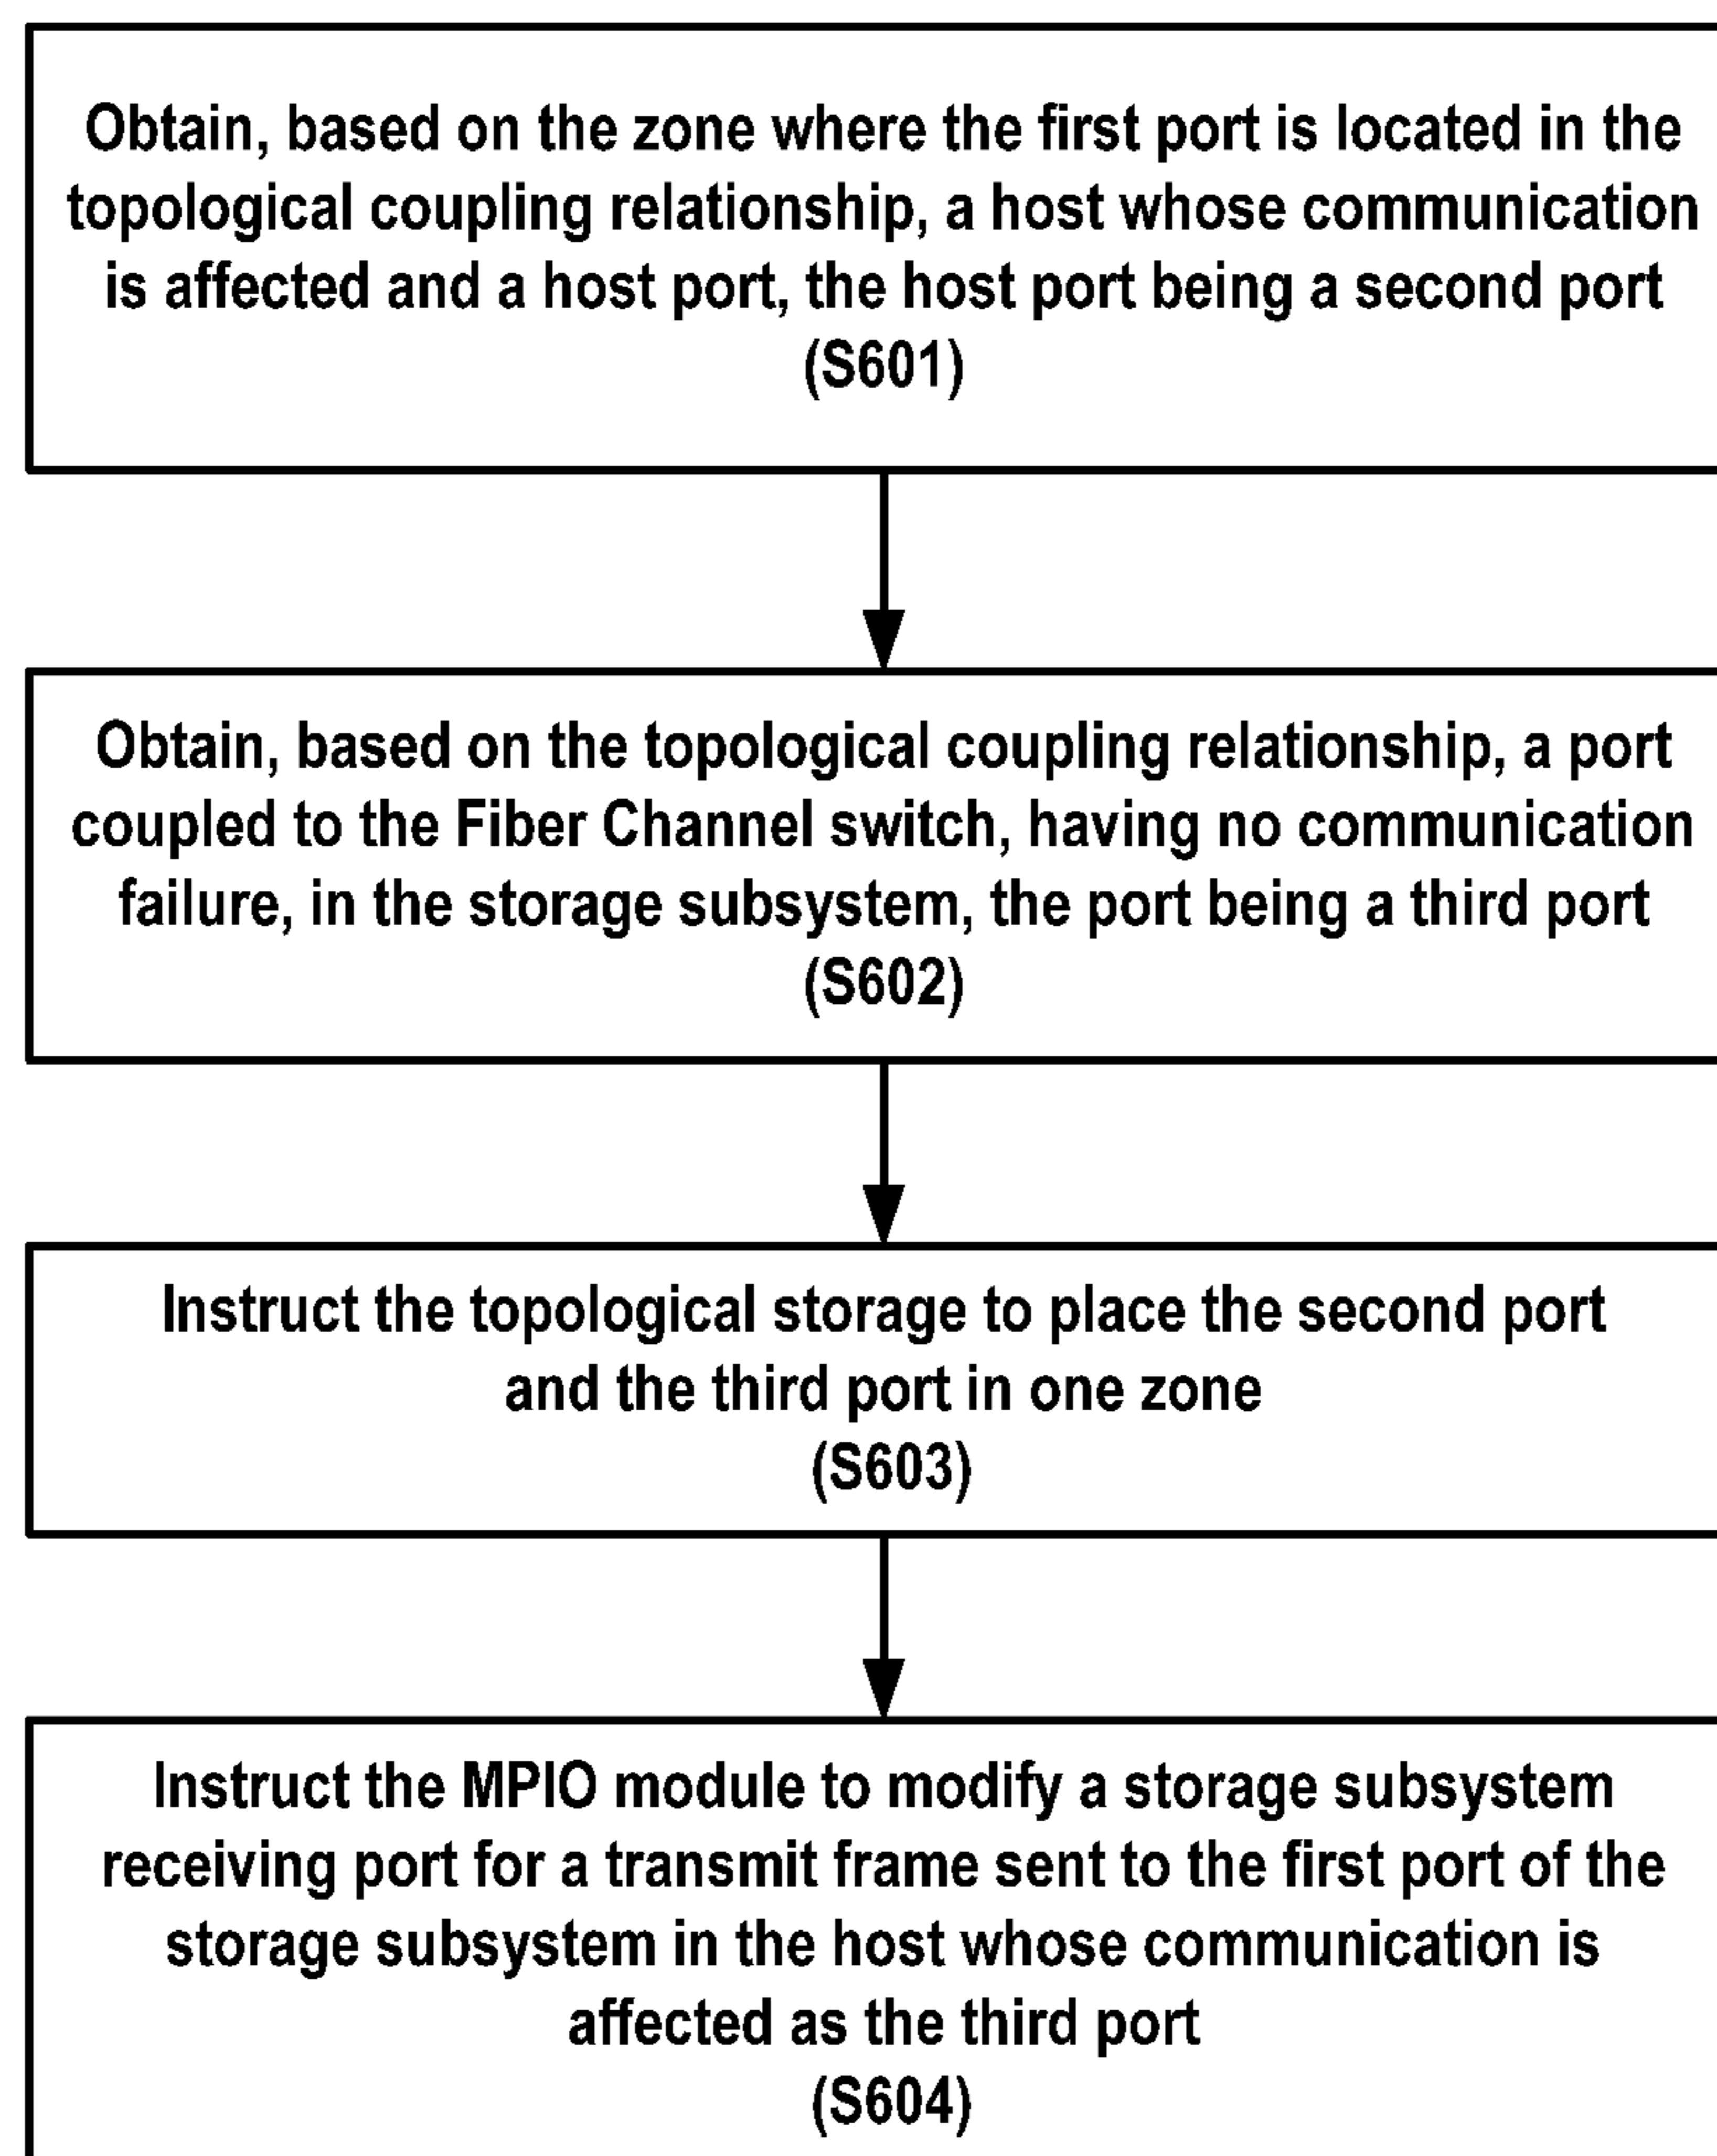 Obtain, based on the zone where the first port is located in the
topological coupling relationship, a host whose communication
is affected and a host port, the host port being a second port
(S601)
Obtain, based on the topological coupling relationship, a port
coupled to the Fiber Channel switch, having no communication
failure, in the storage subsystem, the port being a third port
(S602)
Instruct the topological storage to place the second port
and the third port in one zone
(S603)
Instruct the MPIO module to modify a storage subsystem
receiving port for a transmit frame sent to the first port of the
storage subsystem in the host whose communication is
affected as the third port
(S604)